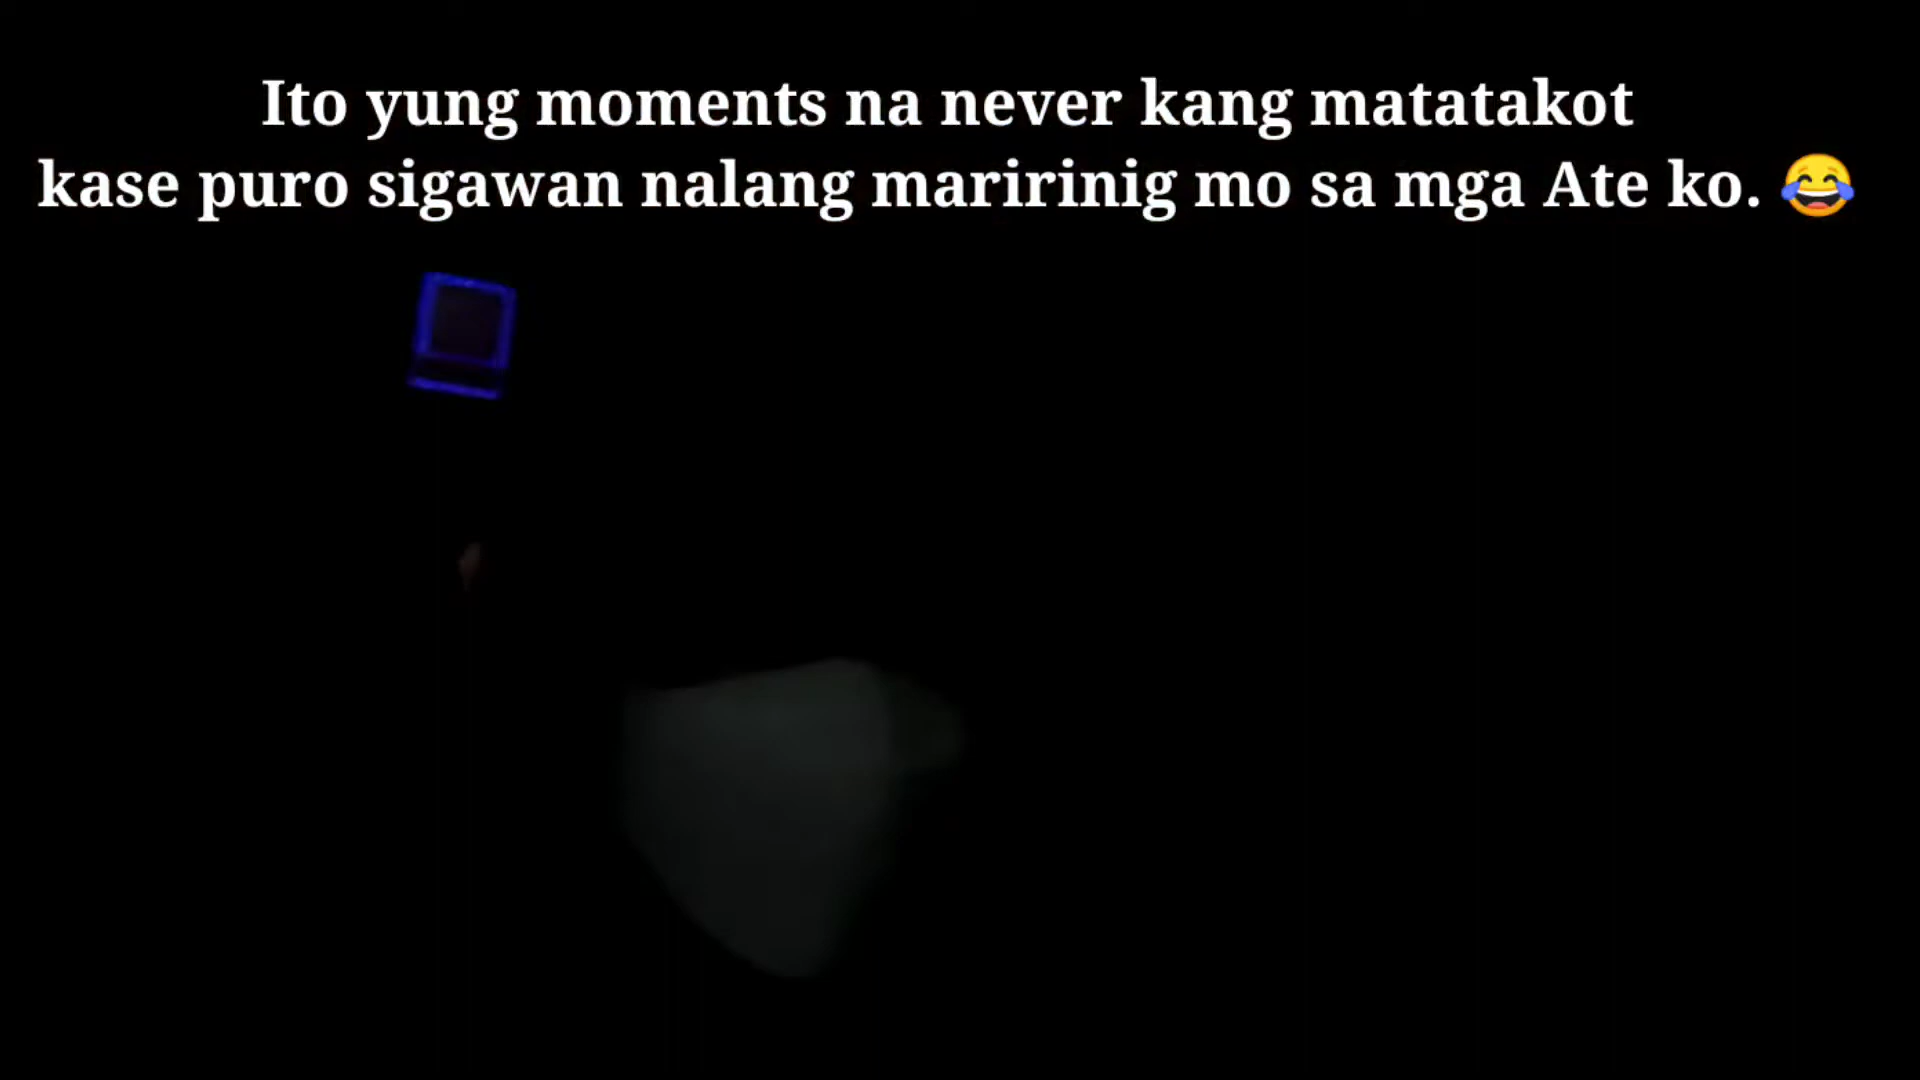 Ito yung moments na never kang matatakot
kase puro sigawan nalang maririnig mo sa mga Ate ko. 😂